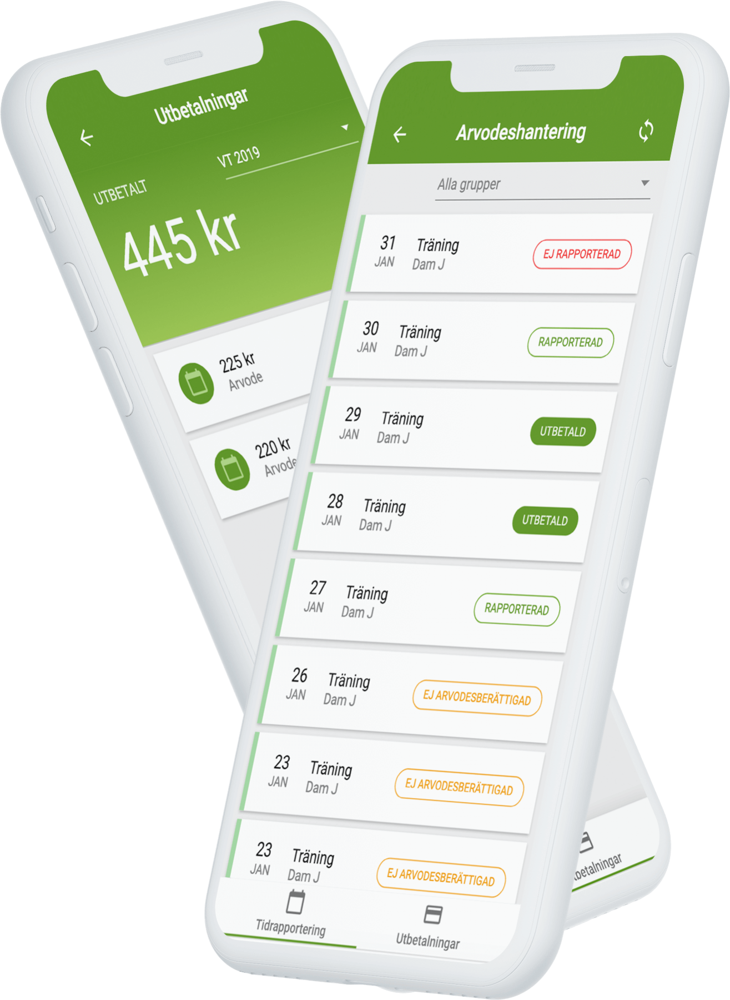 Utbetalningar
VT 2019
UTBETALT
445 kr
225 kr
Arvode
220 kr
Arvode
Arvodeshantering
Alla grupper
31
JAN
Träning
Dam J
EJ RAPPORTERAD
30
JAN
Träning
Dam J
RAPPORTERAD
29
JAN
Träning
Dam J
UTBETALD
28
JAN
Träning
Dam J
UTBETALD
27
JAN
Träning
Dam J
RAPPORTERAD
26
JAN
Träning
Dam J
EJ ARVODESBERÄTTIGAD
23
JAN
Träning
Dam J
EJ ARVODESBERÄTTIGAD
23
JAN
Träning
Dam J
EJ ARVODESBERÄTTIGAD
Tidrapportering
Utbetalningar
tbetalningar